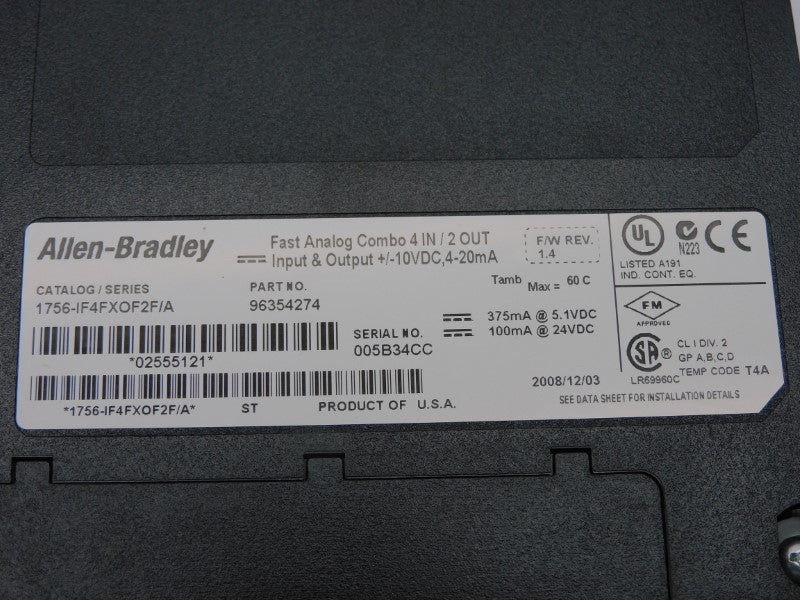 Allen-Bradley
Fast Analog Combo 4 IN / 2 OUT
Input & Output +/-10VDC,4-20mA
F/W REV.
1.4
CATALOG / SERIES
1756-IF4FXOF2F/A
PART NO.
96354274
Tamb Max = 60 C
375mA @ 5.1VDC
100mA @ 24VDC
*02555121*
SERIAL NO.
005B34CC
*1756-IF4FXOF2F/A*
ST
PRODUCT OF U.S.A.
2008/12/03
UL
LISTED A191
IND. CONT. EQ.
N223
CE
FM
APPROVED
SA
LR69960C
CL I DIV. 2
GP A,B,C,D
TEMP CODE T4A
SEE DATA SHEET FOR INSTALLATION DETAILS